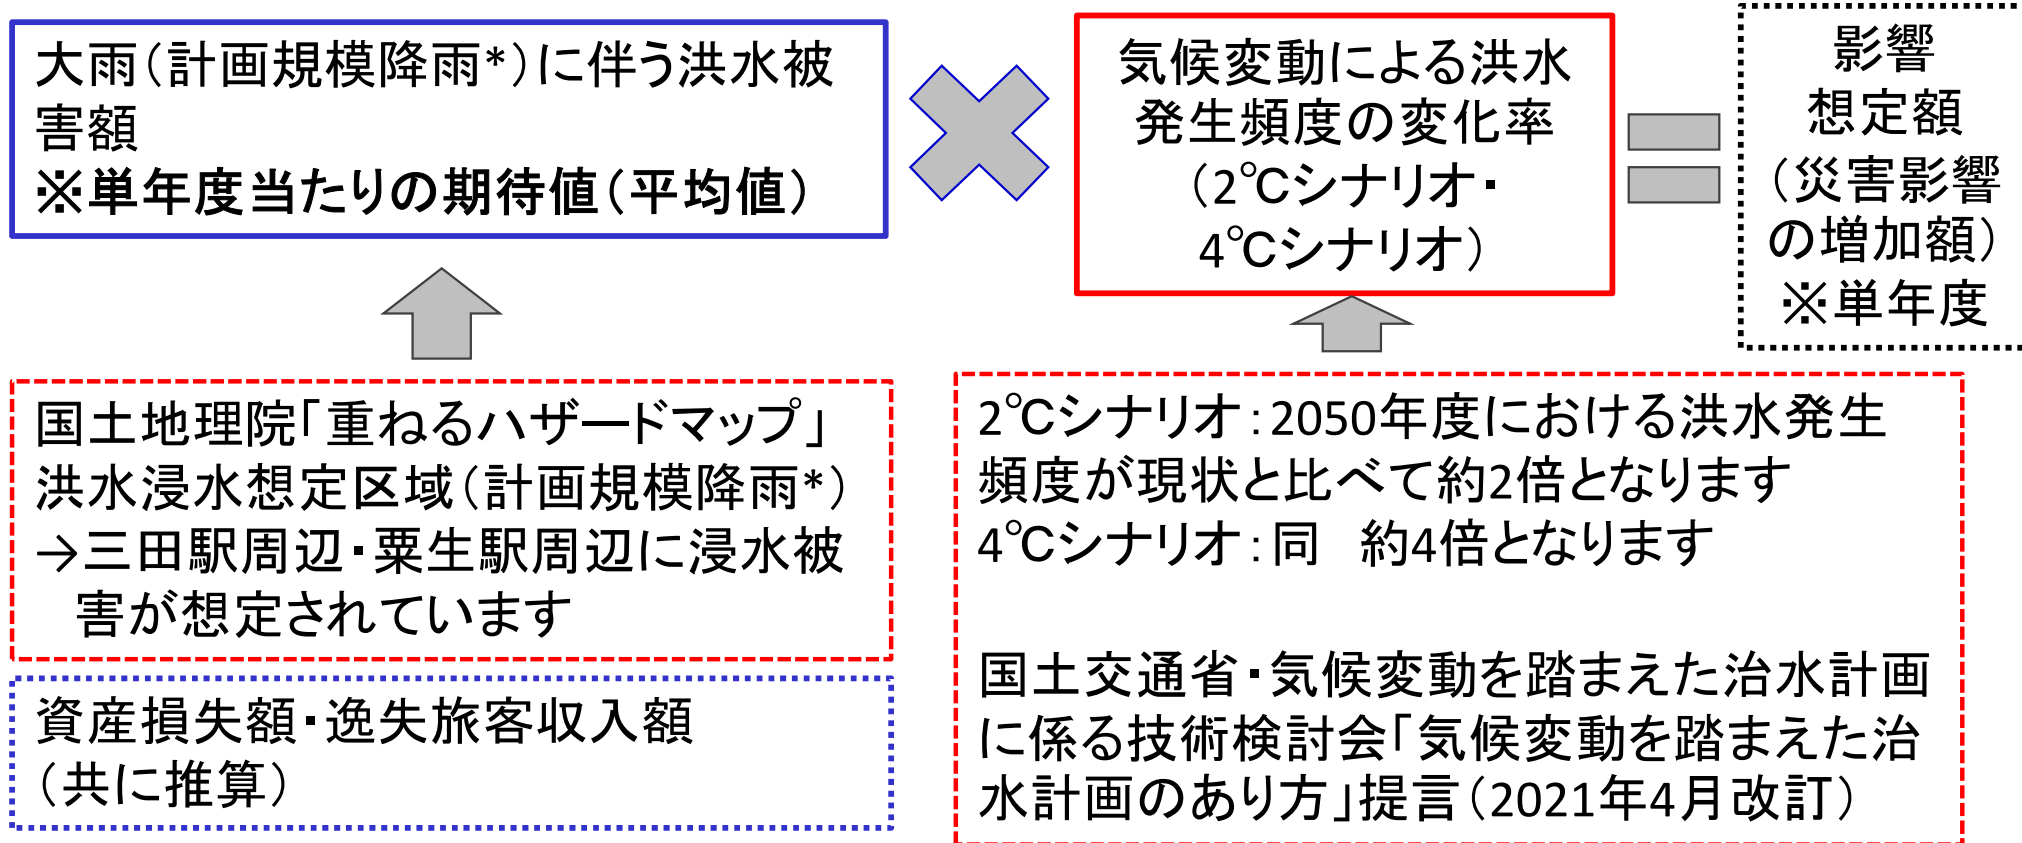 大雨(計画規模降雨*)に伴う洪水被
害額
※単年度当たりの期待値(平均値)
気候変動による洪水
発生頻度の変化率
(2℃シナリオ・
4℃シナリオ)
影響
想定額
(災害影響
の増加額)
※単年度
国土地理院「重ねるハザードマップ」
洪水浸水想定区域(計画規模降雨*)
→三田駅周辺・粟生駅周辺に浸水被
害が想定されています
資産損失額・逸失旅客収入額
(共に推算)
2℃シナリオ:2050年度における洪水発生
頻度が現状と比べて約2倍となります
4℃シナリオ:同　約4倍となります
国土交通省・気候変動を踏まえた治水計画
に係る技術検討会「気候変動を踏まえた治
水計画のあり方」提言(2021年4月改訂)